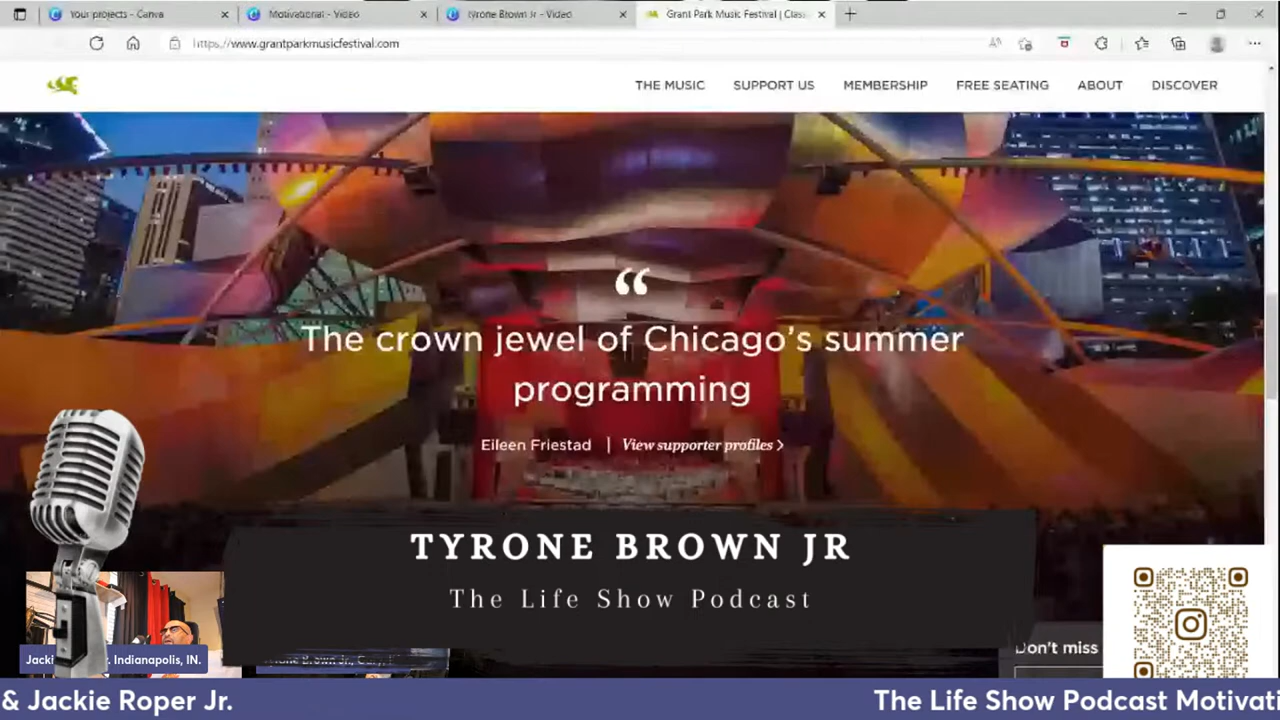 Your projects - Canva
Motivational - Video
Tyrone Brown Jr - Video
Grant Park Music Festival | Class
https://www.grantparkmusicfestival.com
THE MUSIC
SUPPORT US
MEMBERSHIP
FREE SEATING
ABOUT
DISCOVER
“
The crown jewel of Chicago’s summer
programming
Eileen Friestad | View supporter profiles >
TYRONE BROWN JR
The Life Show Podcast
Don't miss
Indianapolis, IN.
& Jackie Roper Jr.
The Life Show Podcast Motivati